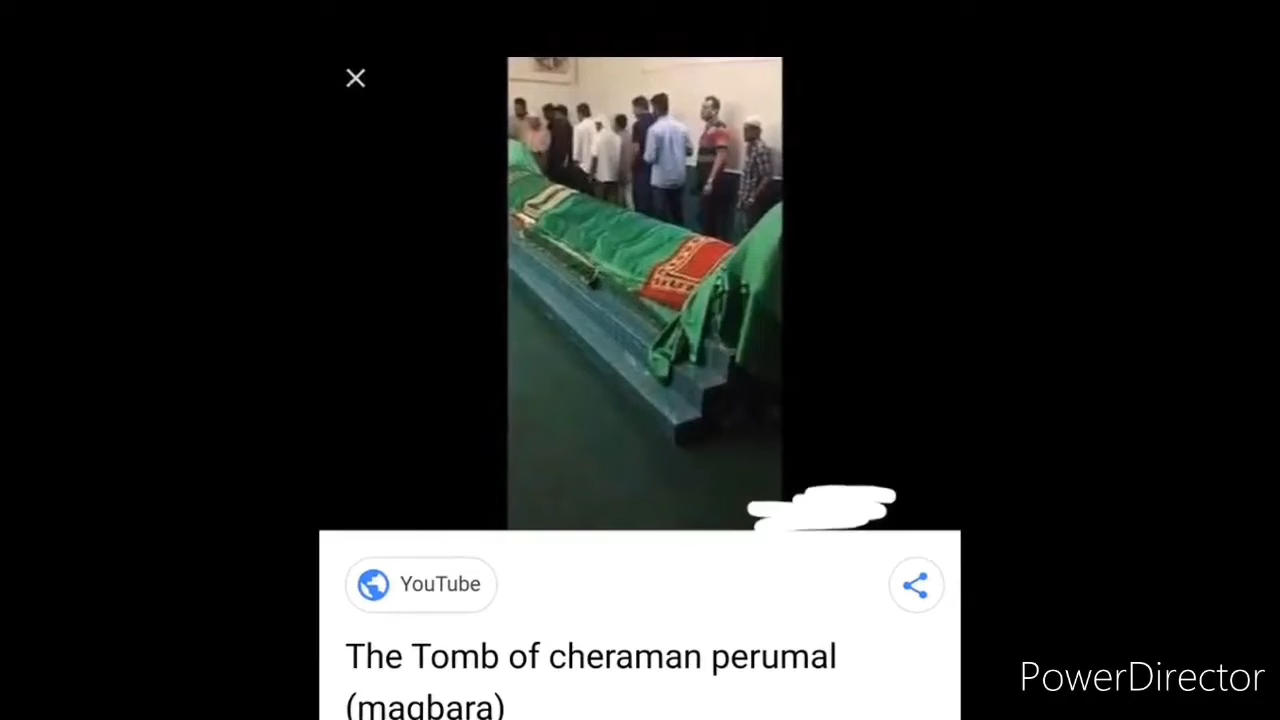 YouTube
The Tomb of cheraman perumal
(maqbara)
PowerDirector